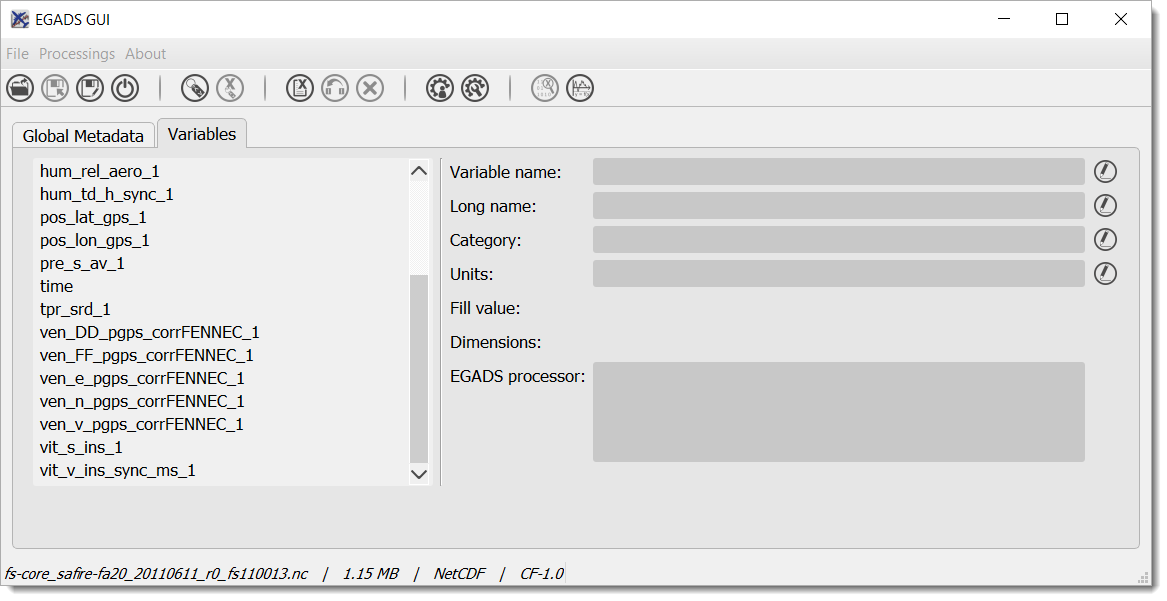 EGADS GUI
File Processings About
Global Metadata Variables
hum_rel_aero_1
hum_td_h_sync_1
pos_lat_gps_1
pos_lon_gps_1
pre_s_av_1
time
tpr_srd_1
ven_DD_pgps_corrFENNEC_1
ven_FF_pgps_corrFENNEC_1
ven_e_pgps_corrFENNEC_1
ven_n_pgps_corrFENNEC_1
ven_v_pgps_corrFENNEC_1
vit_s_ins_1
vit_v_ins_sync_ms_1
Variable name:
Long name:
Category:
Units:
Fill value:
Dimensions:
EGADS processor:
fs-core_safire-fa20_20110611_r0_fs110013.nc | 1.15 MB | NetCDF | CF-1.0